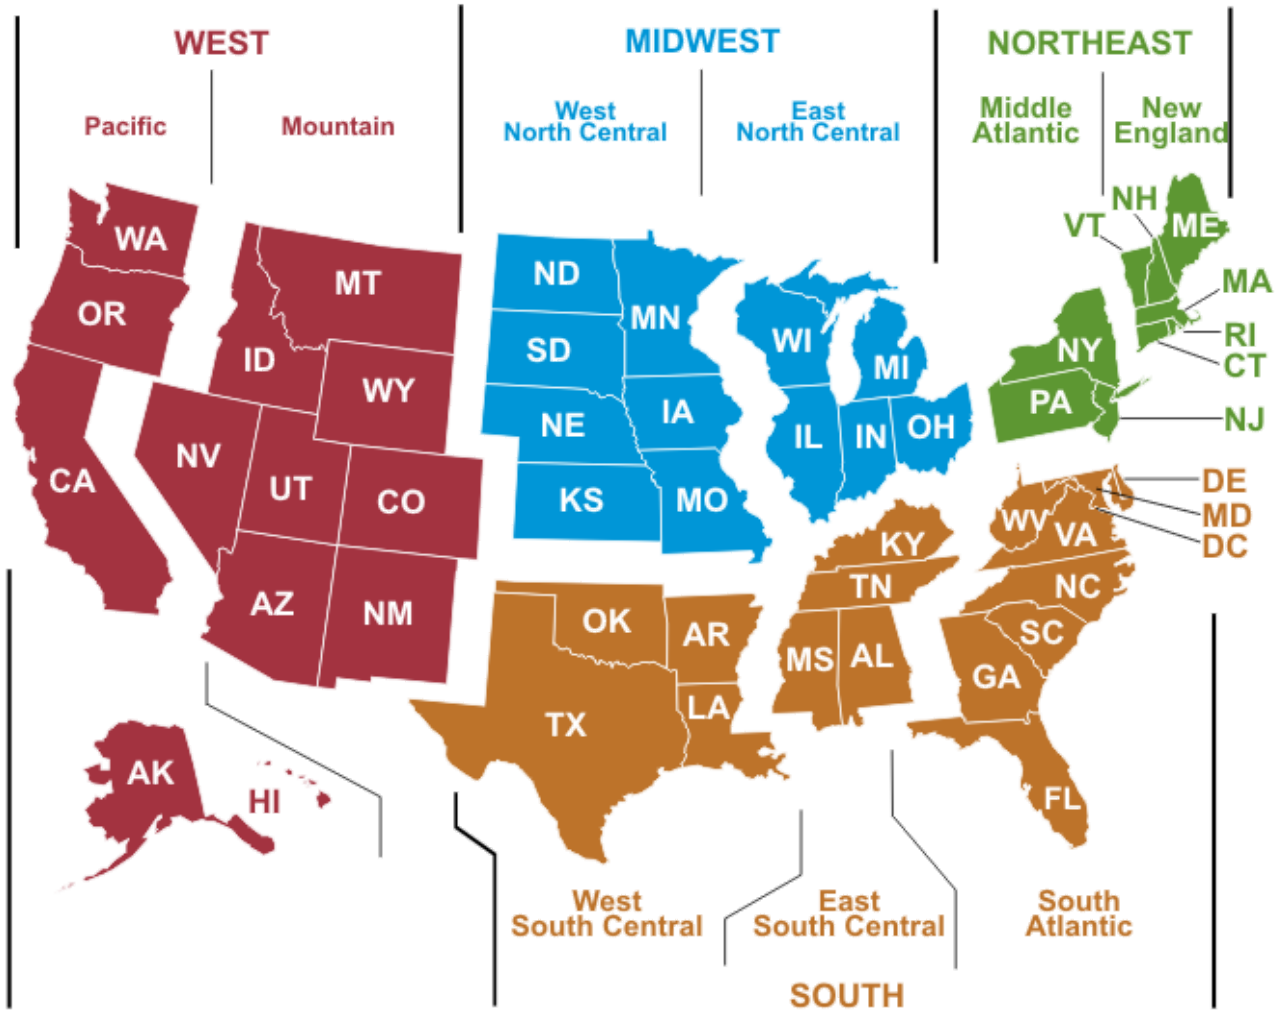 WEST
MIDWEST
NORTHEAST
Pacific
Mountain
West
North Central
East
North Central
Middle
Atlantic
New
England
WA
OR
CA
NV
ID
MT
WY
UT
CO
AZ
NM
AK
HI
ND
SD
NE
KS
MN
IA
MO
WI
MI
IL
IN
OH
NH
VT
ME
MA
RI
CT
NY
PA
NJ
DE
MD
DC
WV
VA
KY
TN
NC
SC
OK
AR
MS
AL
GA
TX
LA
FL
West
South Central
East
South Central
South
Atlantic
SOUTH